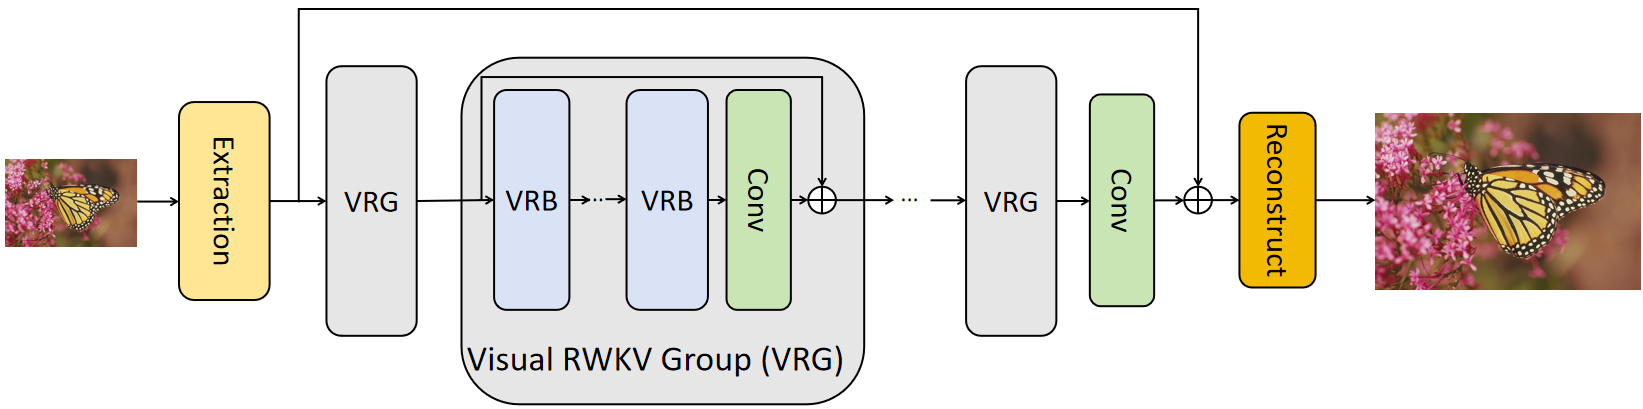 Extraction
VRG
VRB
...
VRB
Conv
Visual RWKV Group (VRG)
...
VRG
Conv
Reconstruct